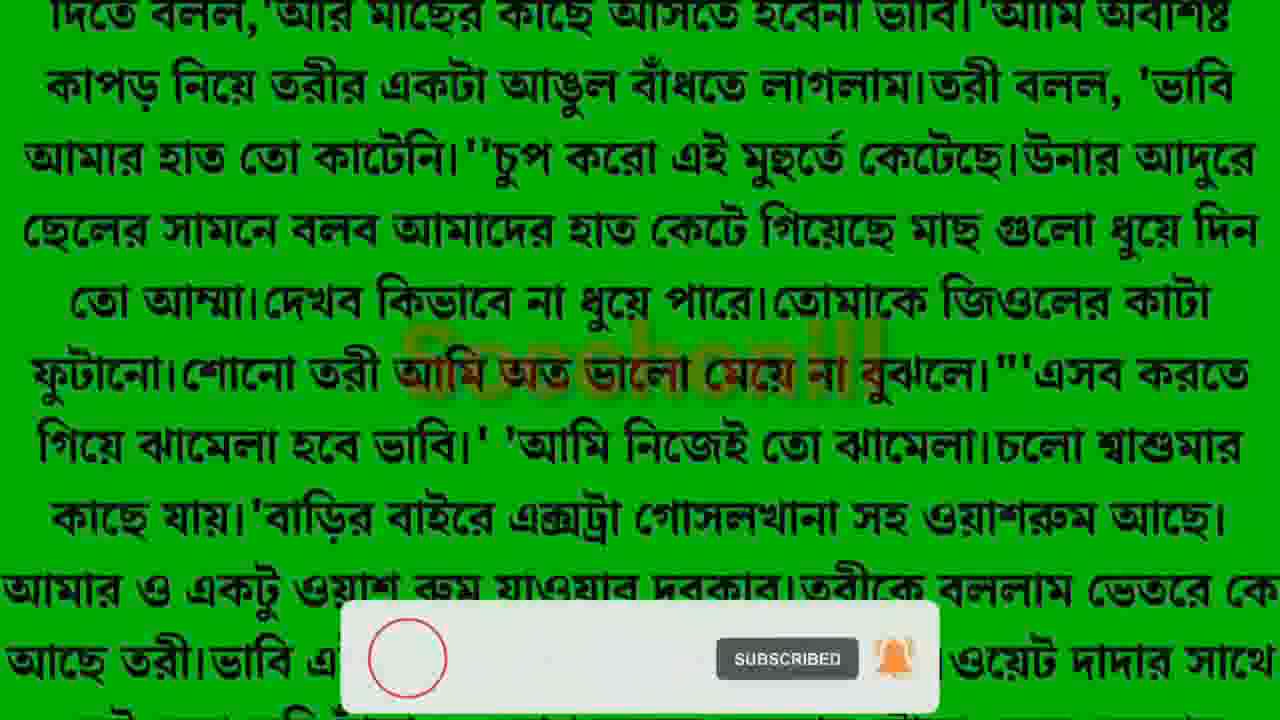 দিতে বলল,'আর মাছের কাছে আসতে হবেনা ভাবি।'আমি অবশিষ্ট
কাপড় নিয়ে তরীর একটা আঙুল বাঁধতে লাগলাম।তরী বলল, 'ভাবি
আমার হাত তো কাটেনি।''চুপ করো এই মুহুর্তে কেটেছে।উনার আদুরে
ছেলের সামনে বলব আমাদের হাত কেটে গিয়েছে মাছ গুলো ধুয়ে দিন
তো আম্মা।দেখব কিভাবে না ধুয়ে পারে।তোমাকে জিওলের কাটা
ফুটানো।শোনো তরী আমি অত ভালো মেয়ে না বুঝলে।"'এসব করতে
গিয়ে ঝামেলা হবে ভাবি।' 'আমি নিজেই তো ঝামেলা।চলো শ্বাশুমার
কাছে যায়।'বাড়ির বাইরে এক্সট্রা গোসলখানা সহ ওয়াশরুম আছে।
আমার ও একটু ওয়াশ রুম যাওয়ার দরকার।তরীকে বললাম ভেতরে কে
আছে তরী।ভাবি এ ওয়েট দাদার সাথে
SUBSCRIBED